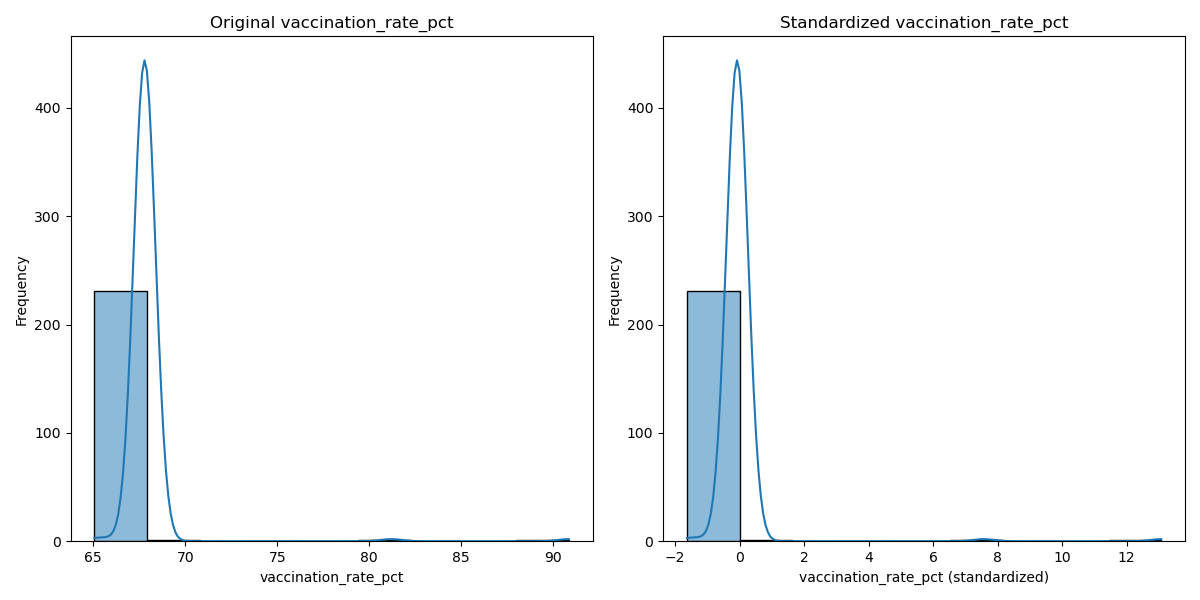 Original vaccination_rate_pct
Frequency
400
300
200
100
0
65 70 75 80 85 90
vaccination_rate_pct
Standardized vaccination_rate_pct
Frequency
400
300
200
100
0
−2 0 2 4 6 8 10 12
vaccination_rate_pct (standardized)